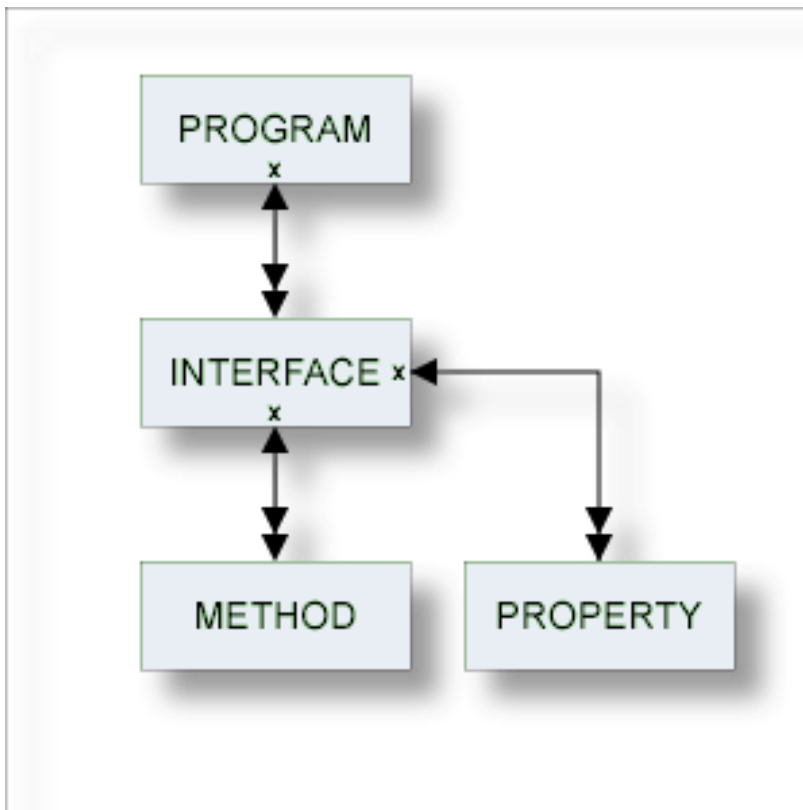 PROGRAM
x
INTERFACE x
x
METHOD
PROPERTY